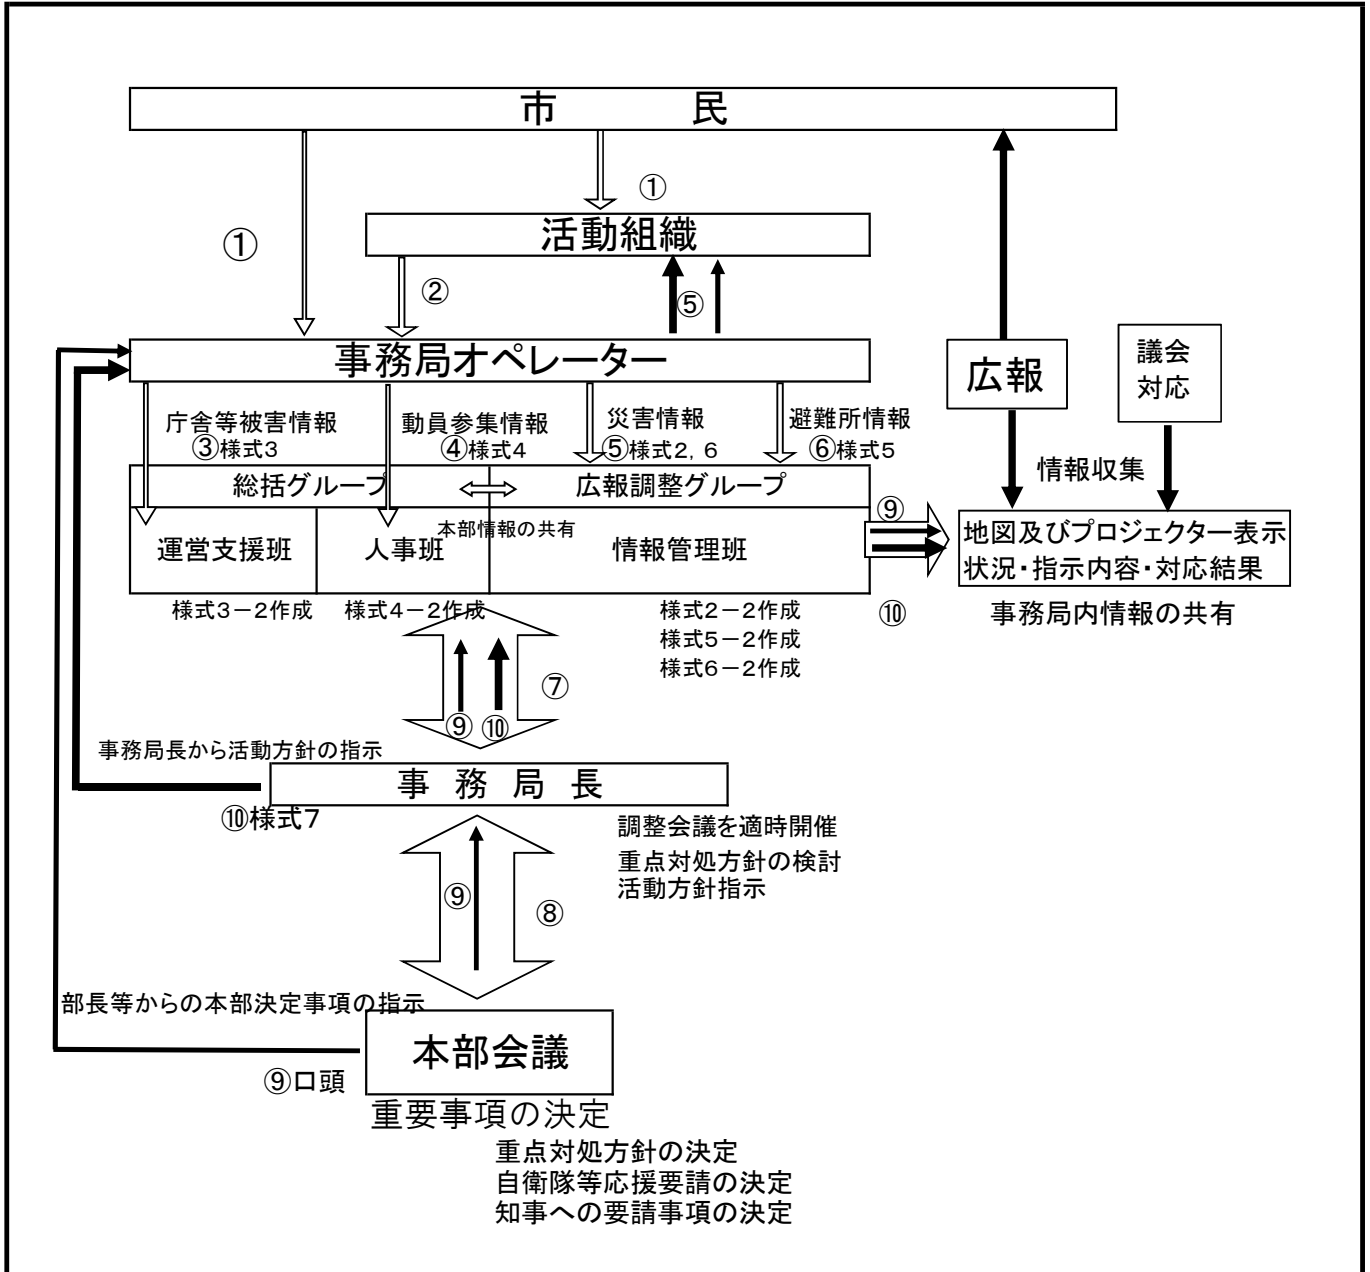 市　　民
①
活動組織
①
②
⑤
事務局オペレーター
広報
議会
対応
庁舎等被害情報
③様式3
動員参集情報
④様式4
災害情報
⑤様式2, 6
避難所情報
⑥様式5
情報収集
総括グループ
広報調整グループ
本部情報の共有
運営支援班
人事班
情報管理班
⑨
地図及びプロジェクター表示
状況・指示内容・対応結果
様式3－2作成
様式4－2作成
様式2－2作成
様式5－2作成
様式6－2作成
⑩
事務局内情報の共有
⑦
⑨
⑩
事務局長から活動方針の指示
事 務 局 長
⑩様式7
調整会議を適時開催
重点対処方針の検討
活動方針指示
⑨
⑧
部長等からの本部決定事項の指示
本部会議
⑨口頭
重要事項の決定
重点対処方針の決定
自衛隊等応援要請の決定
知事への要請事項の決定